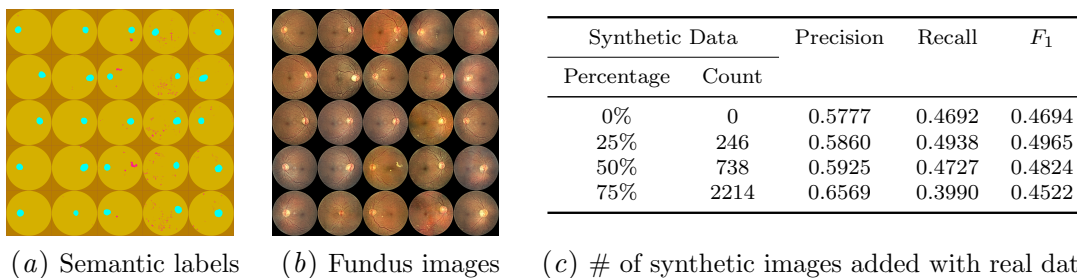 Synthetic Data Precision Recall F1
Percentage Count
0% 0 0.5777 0.4692 0.4694
25% 246 0.5860 0.4938 0.4965
50% 738 0.5925 0.4727 0.4824
75% 2214 0.6569 0.3990 0.4522
(a) Semantic labels (b) Fundus images (c) # of synthetic images added with real dat